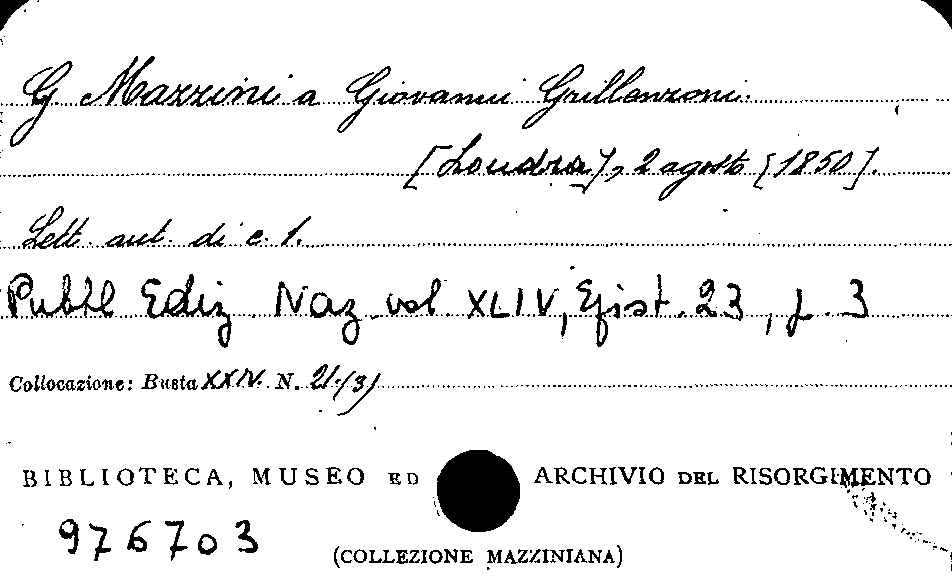 G. Mazzini a Giovanni Grillenzoni.
[Londra], 2 agosto [1850].
Lett. aut. di c. 1.
Pubbl Ediz. Naz. vol. XLIV, Epist. 23, p. 3
Collocazione: Busta XXIV. N. 21(3)
BIBLIOTECA, MUSEO ED ARCHIVIO DEL RISORGIMENTO
976703
(COLLEZIONE MAZZINIANA)